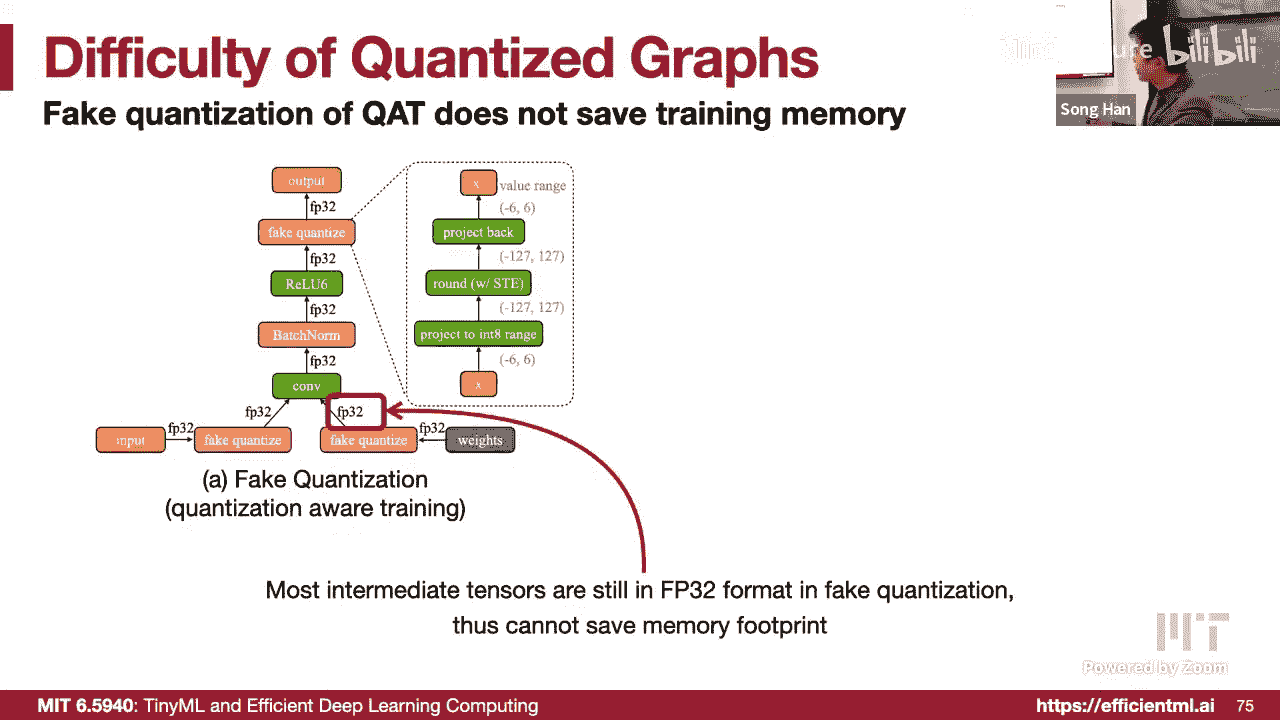 75
Difficulty of Quantized Graphs
Fake quantization of QAT does not save training memory
bilibili
Song Han
output
fp32
fake quantize
fp32
ReLU6
fp32
BatchNorm
fp32
conv
fp32
fp32
input
fp32
fake quantize
fake quantize
fp32
weights
x
value range
(-6, 6)
project back
(-127, 127)
round (w/ STE)
(-127, 127)
project to int8 range
(-6, 6)
x
(a) Fake Quantization
(quantization aware training)
Most intermediate tensors are still in FP32 format in fake quantization,
thus cannot save memory footprint
MIT
Powered by Zoom
MIT 6.5940: TinyML and Efficient Deep Learning Computing
https://efficientml.ai
75